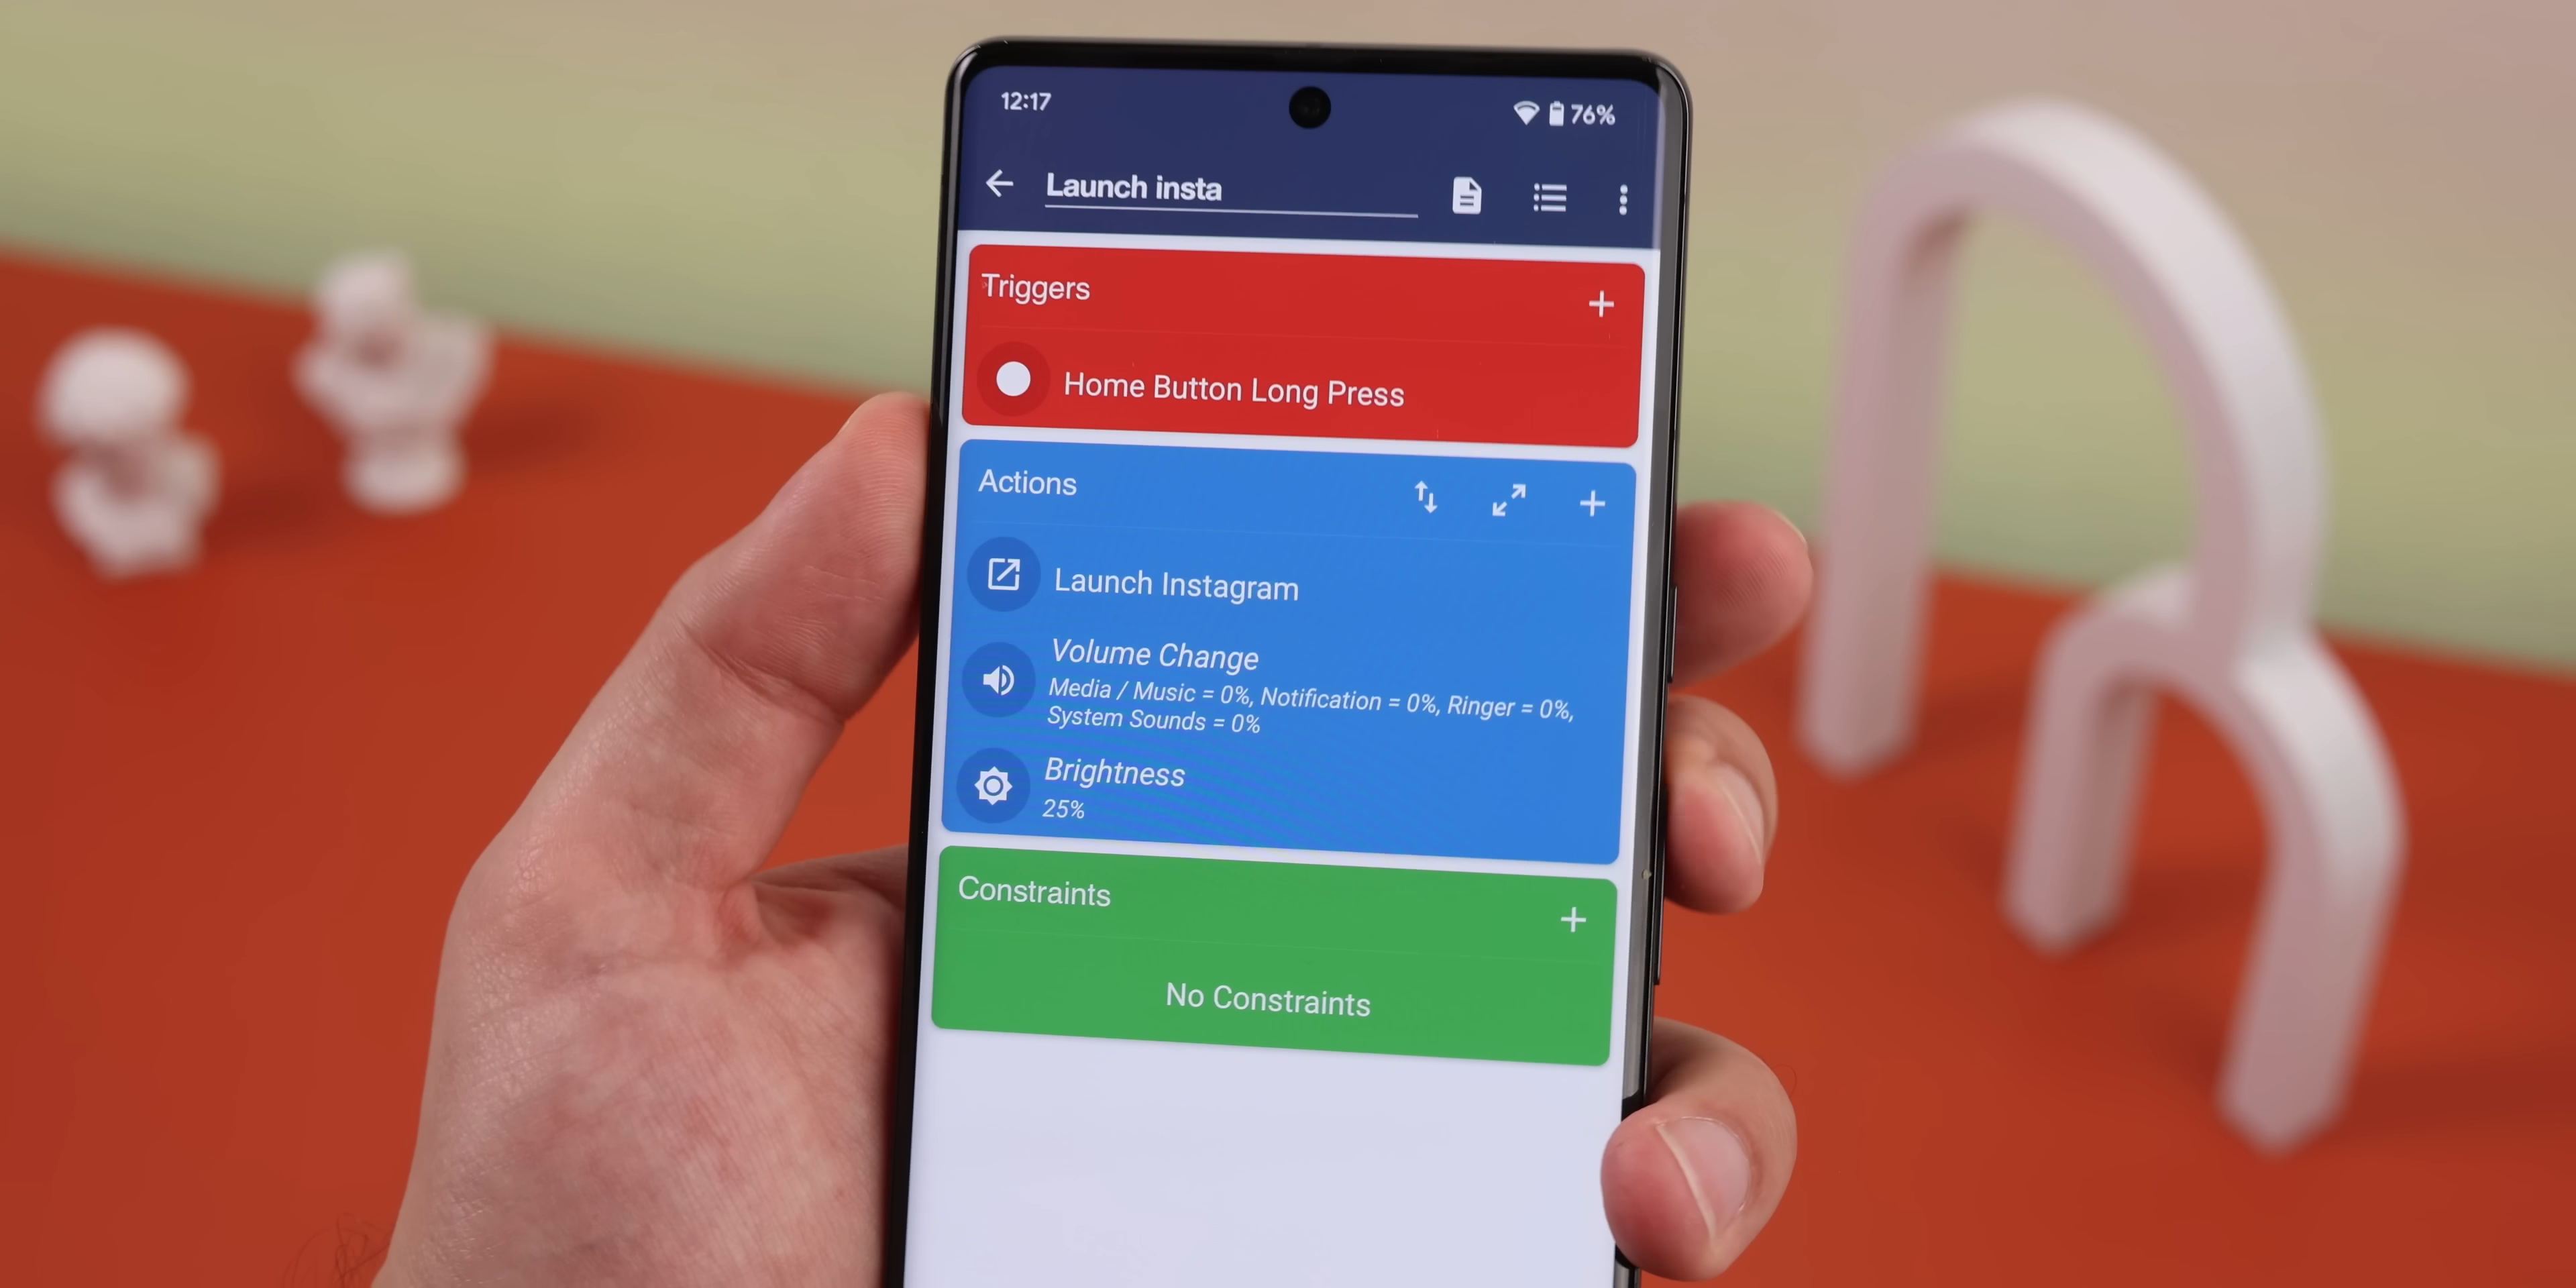 12:17
76%
Launch insta
Triggers
Home Button Long Press
Actions
Launch Instagram
Volume Change
Media / Music = 0%, Notification = 0%, Ringer = 0%,
System Sounds = 0%
Brightness
25%
Constraints
No Constraints